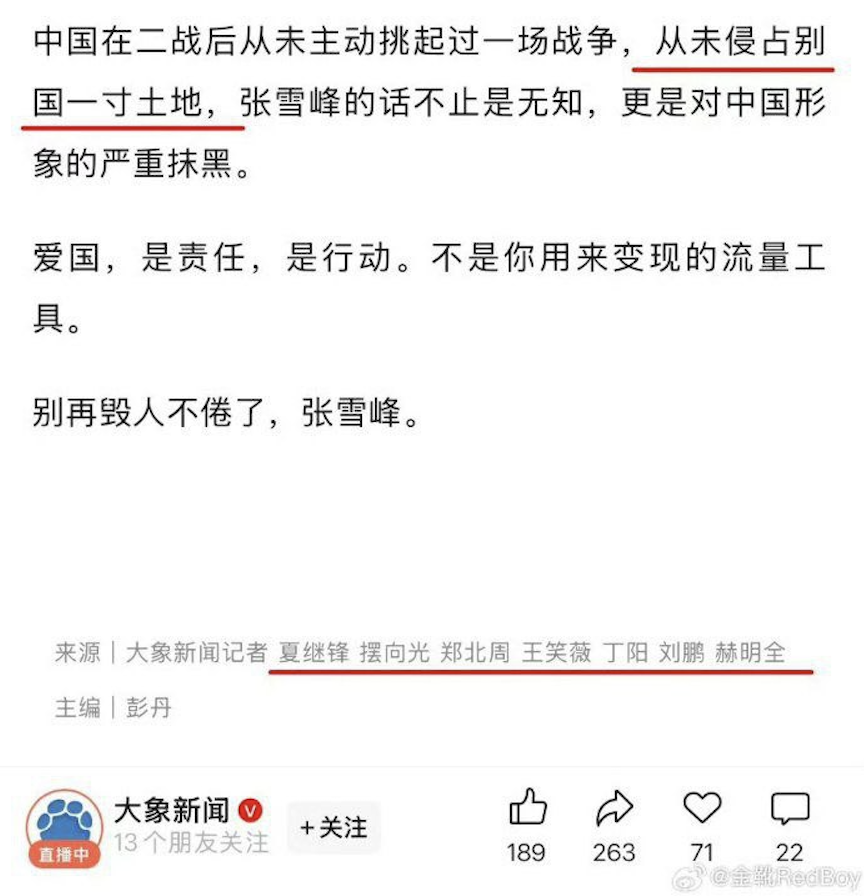 中国在二战后从未主动挑起过一场战争，从未侵占别
国一寸土地，张雪峰的话不止是无知，更是对中国形
象的严重抹黑。
爱国，是责任，是行动。不是你用来变现的流量工
具。
别再毁人不倦了，张雪峰。
来源｜大象新闻记者 夏继锋 摆向光 郑北周 王笑薇 丁阳 刘鹏 赫明全
主编｜彭丹
大象新闻 V
13个朋友关注
直播中
+关注
189
263
71
22
@金靴RedBoy